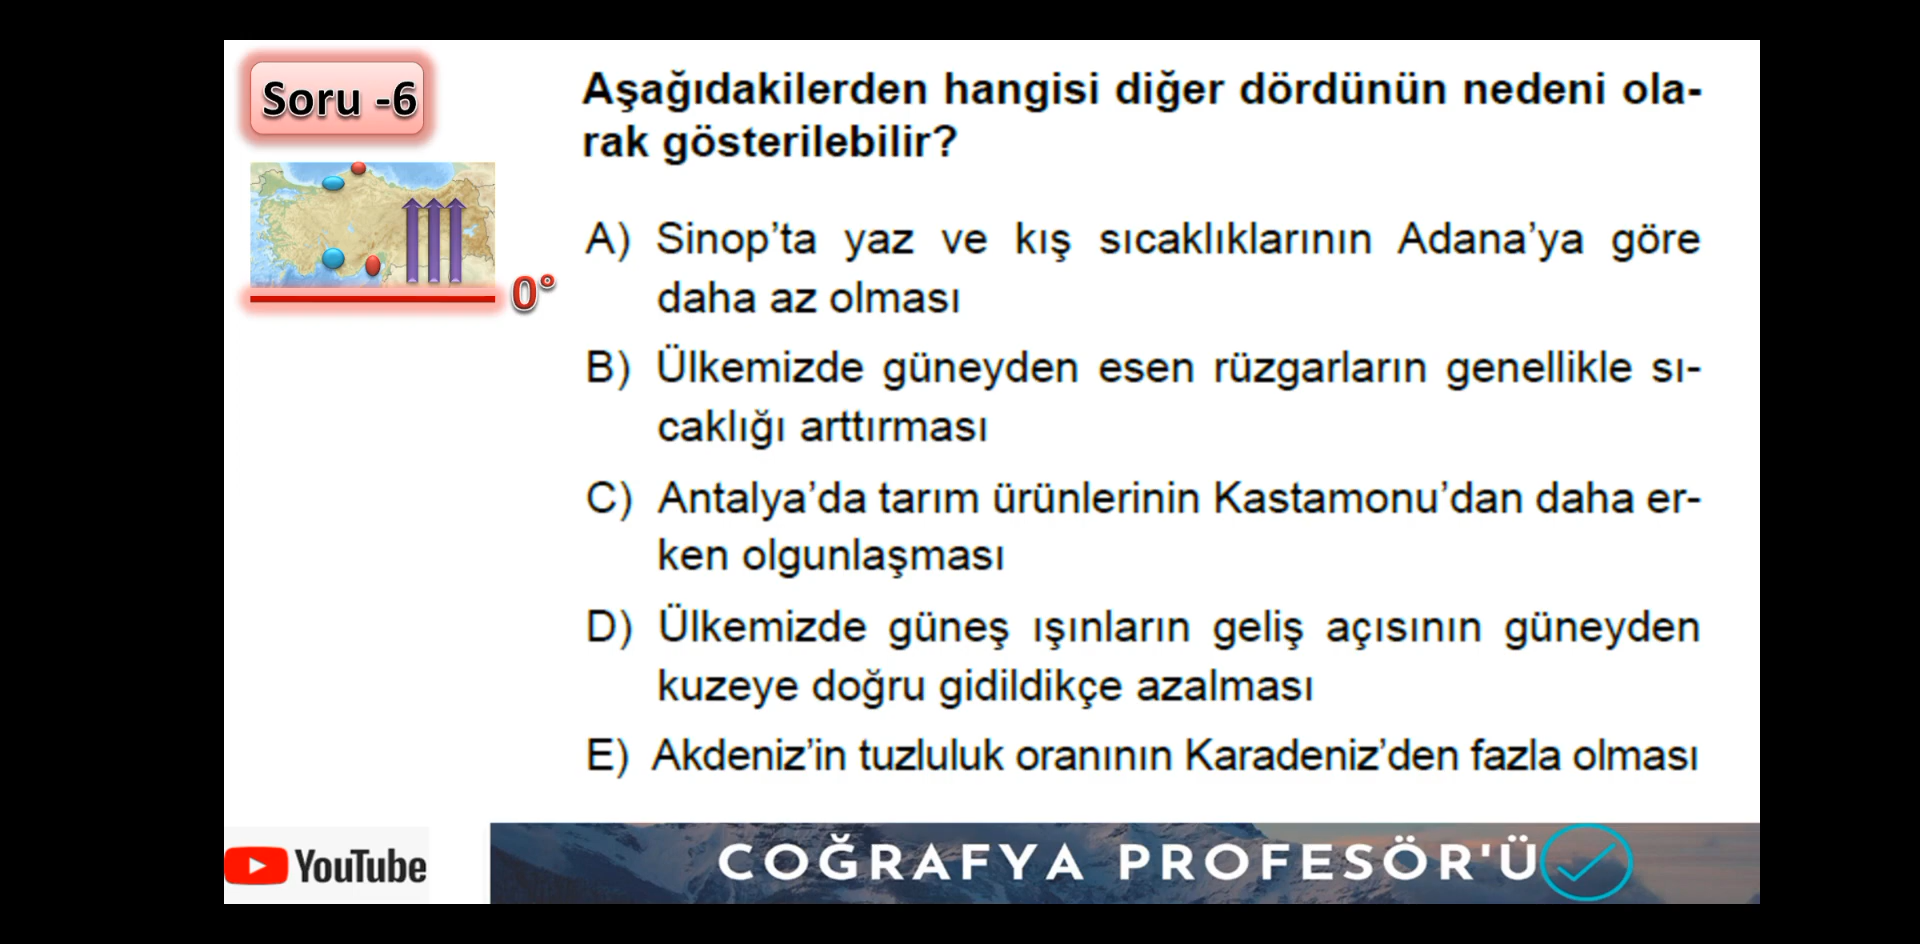 Soru -6
0°
Aşağıdakilerden hangisi diğer dördünün nedeni ola-
rak gösterilebilir?
A) Sinop’ta yaz ve kış sıcaklıklarının Adana’ya göre
daha az olması
B) Ülkemizde güneyden esen rüzgarların genellikle sı-
caklığı arttırması
C) Antalya’da tarım ürünlerinin Kastamonu’dan daha er-
ken olgunlaşması
D) Ülkemizde güneş ışınların geliş açısının güneyden
kuzeye doğru gidildikçe azalması
E) Akdeniz’in tuzluluk oranının Karadeniz’den fazla olması
YouTube
COĞRAFYA PROFESÖR'Ü